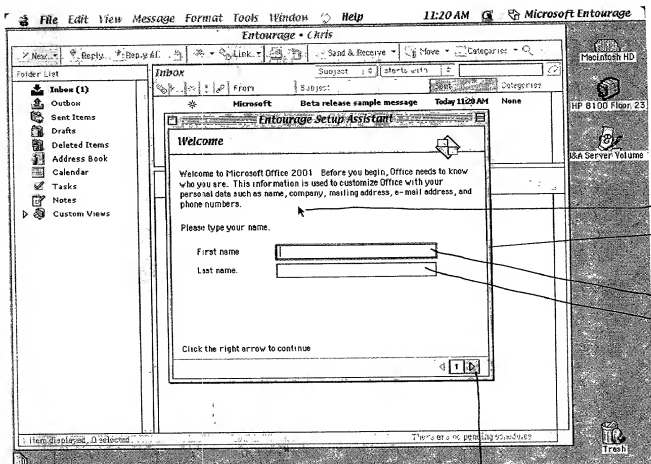 File Edit View Message Format Tools Window Help 11:20 AM Microsoft Entourage
Entourage • Chris
New Reply Reply All Link Send & Receive Move Categories
Folder List
Inbox (1)
Outbox
Sent Items
Drafts
Deleted Items
Address Book
Calendar
Tasks
Notes
Custom Views
Inbox Subject starts with
From Subject Sent Categories
Microsoft Beta release sample message Today 11:20 AM None
Entourage Setup Assistant
Welcome
Welcome to Microsoft Office 2001 Before you begin, Office needs to know
who you are. This information is used to customize Office with your
personal data such as name, company, mailing address, e-mail address, and
phone numbers.
Please type your name.
First name
Last name.
Click the right arrow to continue
1
1 item displayed, 0 selected
There are no pending schedules
Macintosh HD
HP 8100 Floor 23
I&A Server Volume
Trash